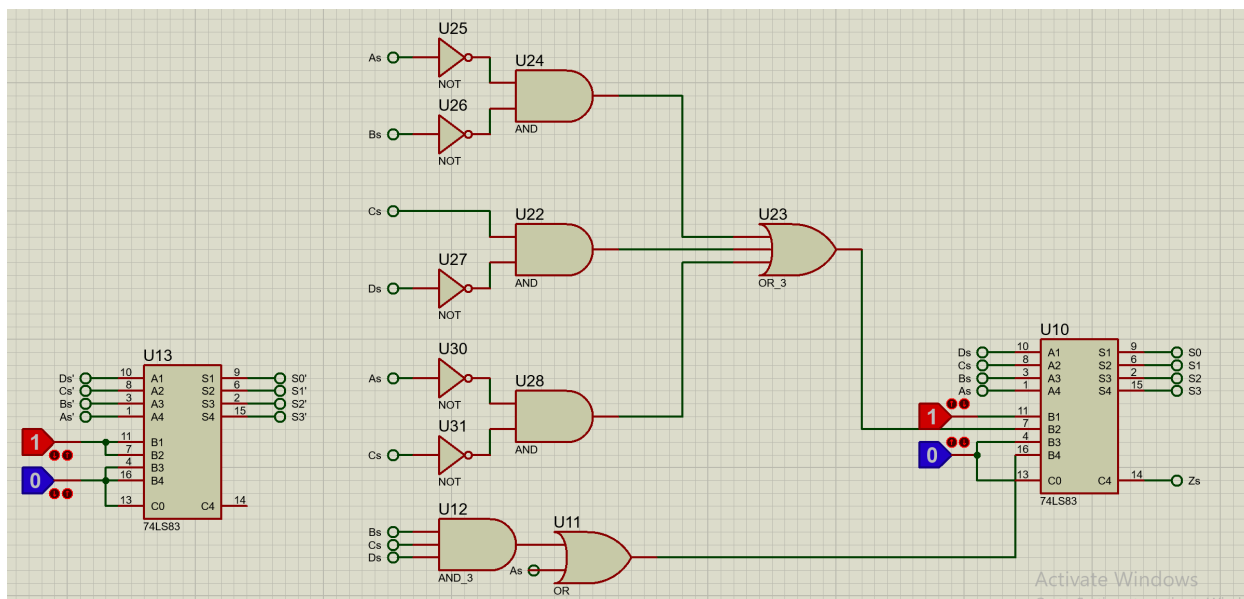 U25
As
NOT
U24
AND
U26
Bs
NOT
Cs
U22
AND
U27
Ds
NOT
U23
OR_3
U30
As
NOT
U28
AND
U31
Cs
NOT
U12
Bs
Cs
Ds
AND_3
U11
As
OR
U13
Ds' 10 A1 S1 9 S0'
Cs' 8 A2 S2 6 S1'
Bs' 3 A3 S3 2 S2'
As' 1 A4 S4 15 S3'
1 11 B1
7 B2
4 B3
0 16 B4
13 C0 C4 14
74LS83
U10
Ds 10 A1 S1 9 S0
Cs 8 A2 S2 6 S1
Bs 3 A3 S3 2 S2
As 1 A4 S4 15 S3
1 11 B1
7 B2
4 B3
0 16 B4
13 C0 C4 14 Zs
74LS83
Activate Windows